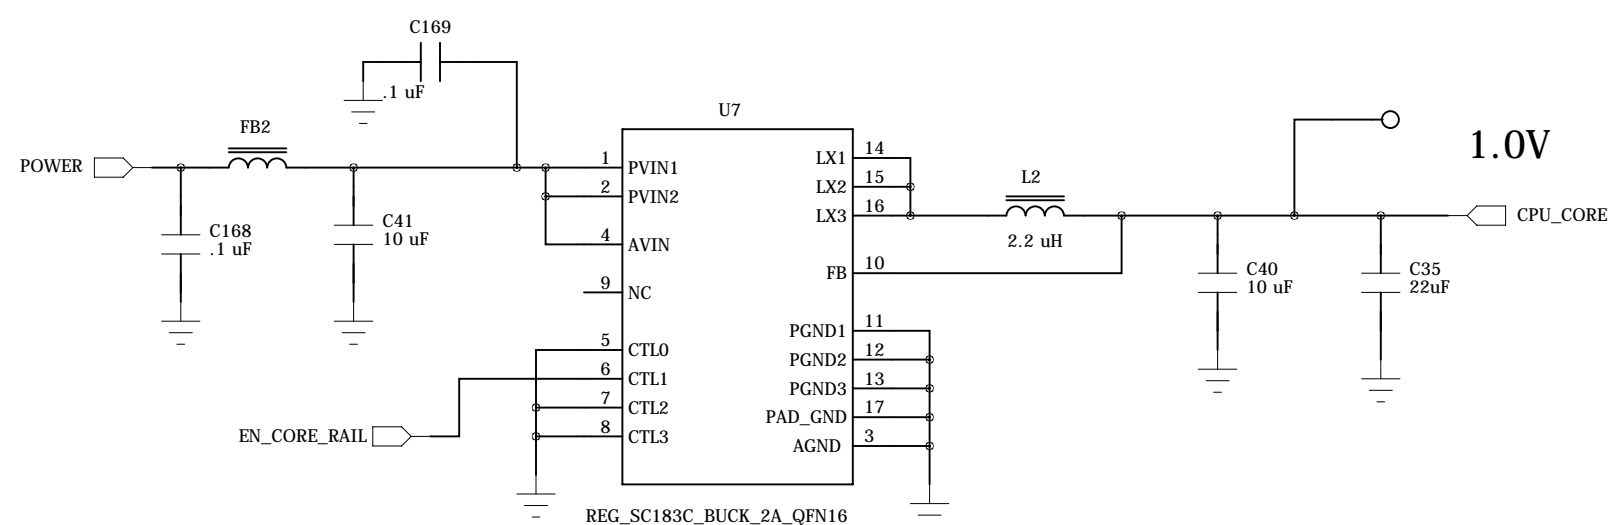 C169
.1 uF
U7
FB2
POWER
1.0V
1
PVIN1
2
PVIN2
4
AVIN
9
NC
5
CTL0
6
CTL1
7
CTL2
8
CTL3
LX1
14
LX2
15
LX3
16
FB
10
PGND1
11
PGND2
12
PGND3
13
PAD_GND
17
AGND
3
L2
2.2 uH
CPU_CORE
C168
.1 uF
C41
10 uF
C40
10 uF
C35
22uF
EN_CORE_RAIL
REG_SC183C_BUCK_2A_QFN16